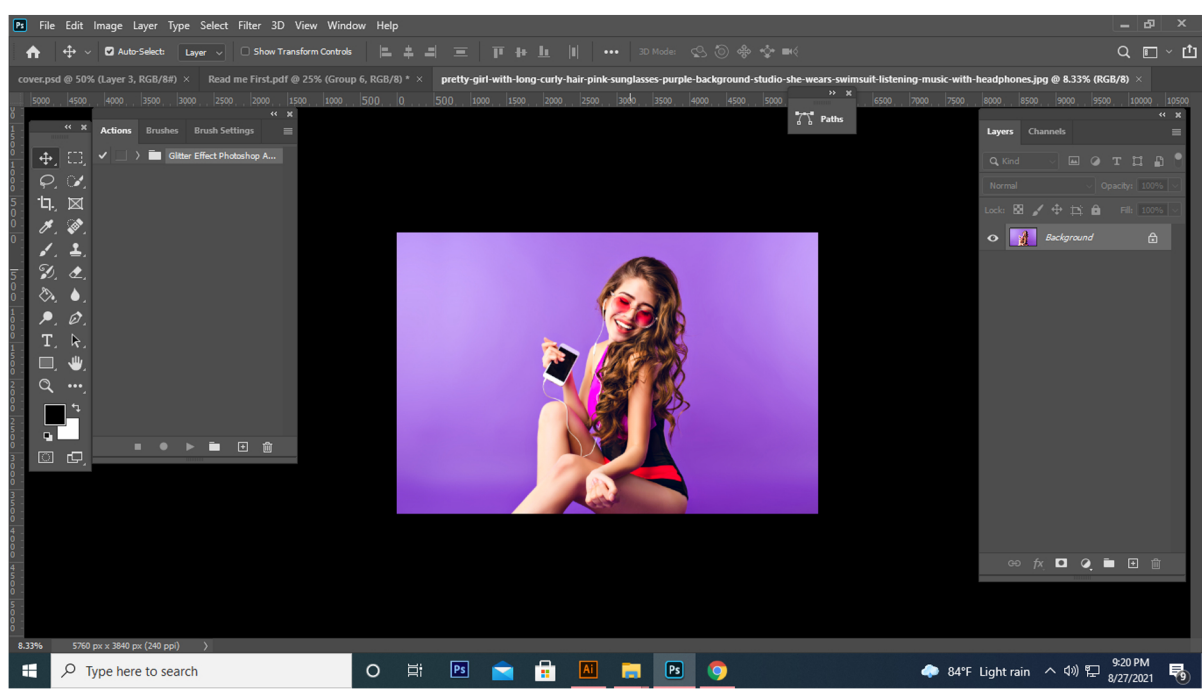 Ps File Edit Image Layer Type Select Filter 3D View Window Help
Auto-Select: Layer Show Transform Controls 3D Mode:
cover.psd @ 50% (Layer 3, RGB/8#) × Read me First.pdf @ 25% (Group 6, RGB/8) * × pretty-girl-with-long-curly-hair-pink-sunglasses-purple-background-studio-she-wears-swimsuit-listening-music-with-headphones.jpg @ 8.33% (RGB/8) ×
5000 4500 4000 3500 3000 2500 2000 1500 1000 500 0 500 1000 1500 2000 2500 3000 3500 4000 4500 5000 6500 7000 7500 8000 8500 9000 9500 10000 10500
Paths
Actions Brushes Brush Settings
Glitter Effect Photoshop A...
Layers Channels
Kind
Normal Opacity: 100%
Lock: Fill: 100%
Background
fx
8.33% 5760 px x 3840 px (240 ppi)
Type here to search
Ps Ai Ps
84°F Light rain
9:20 PM
8/27/2021
9